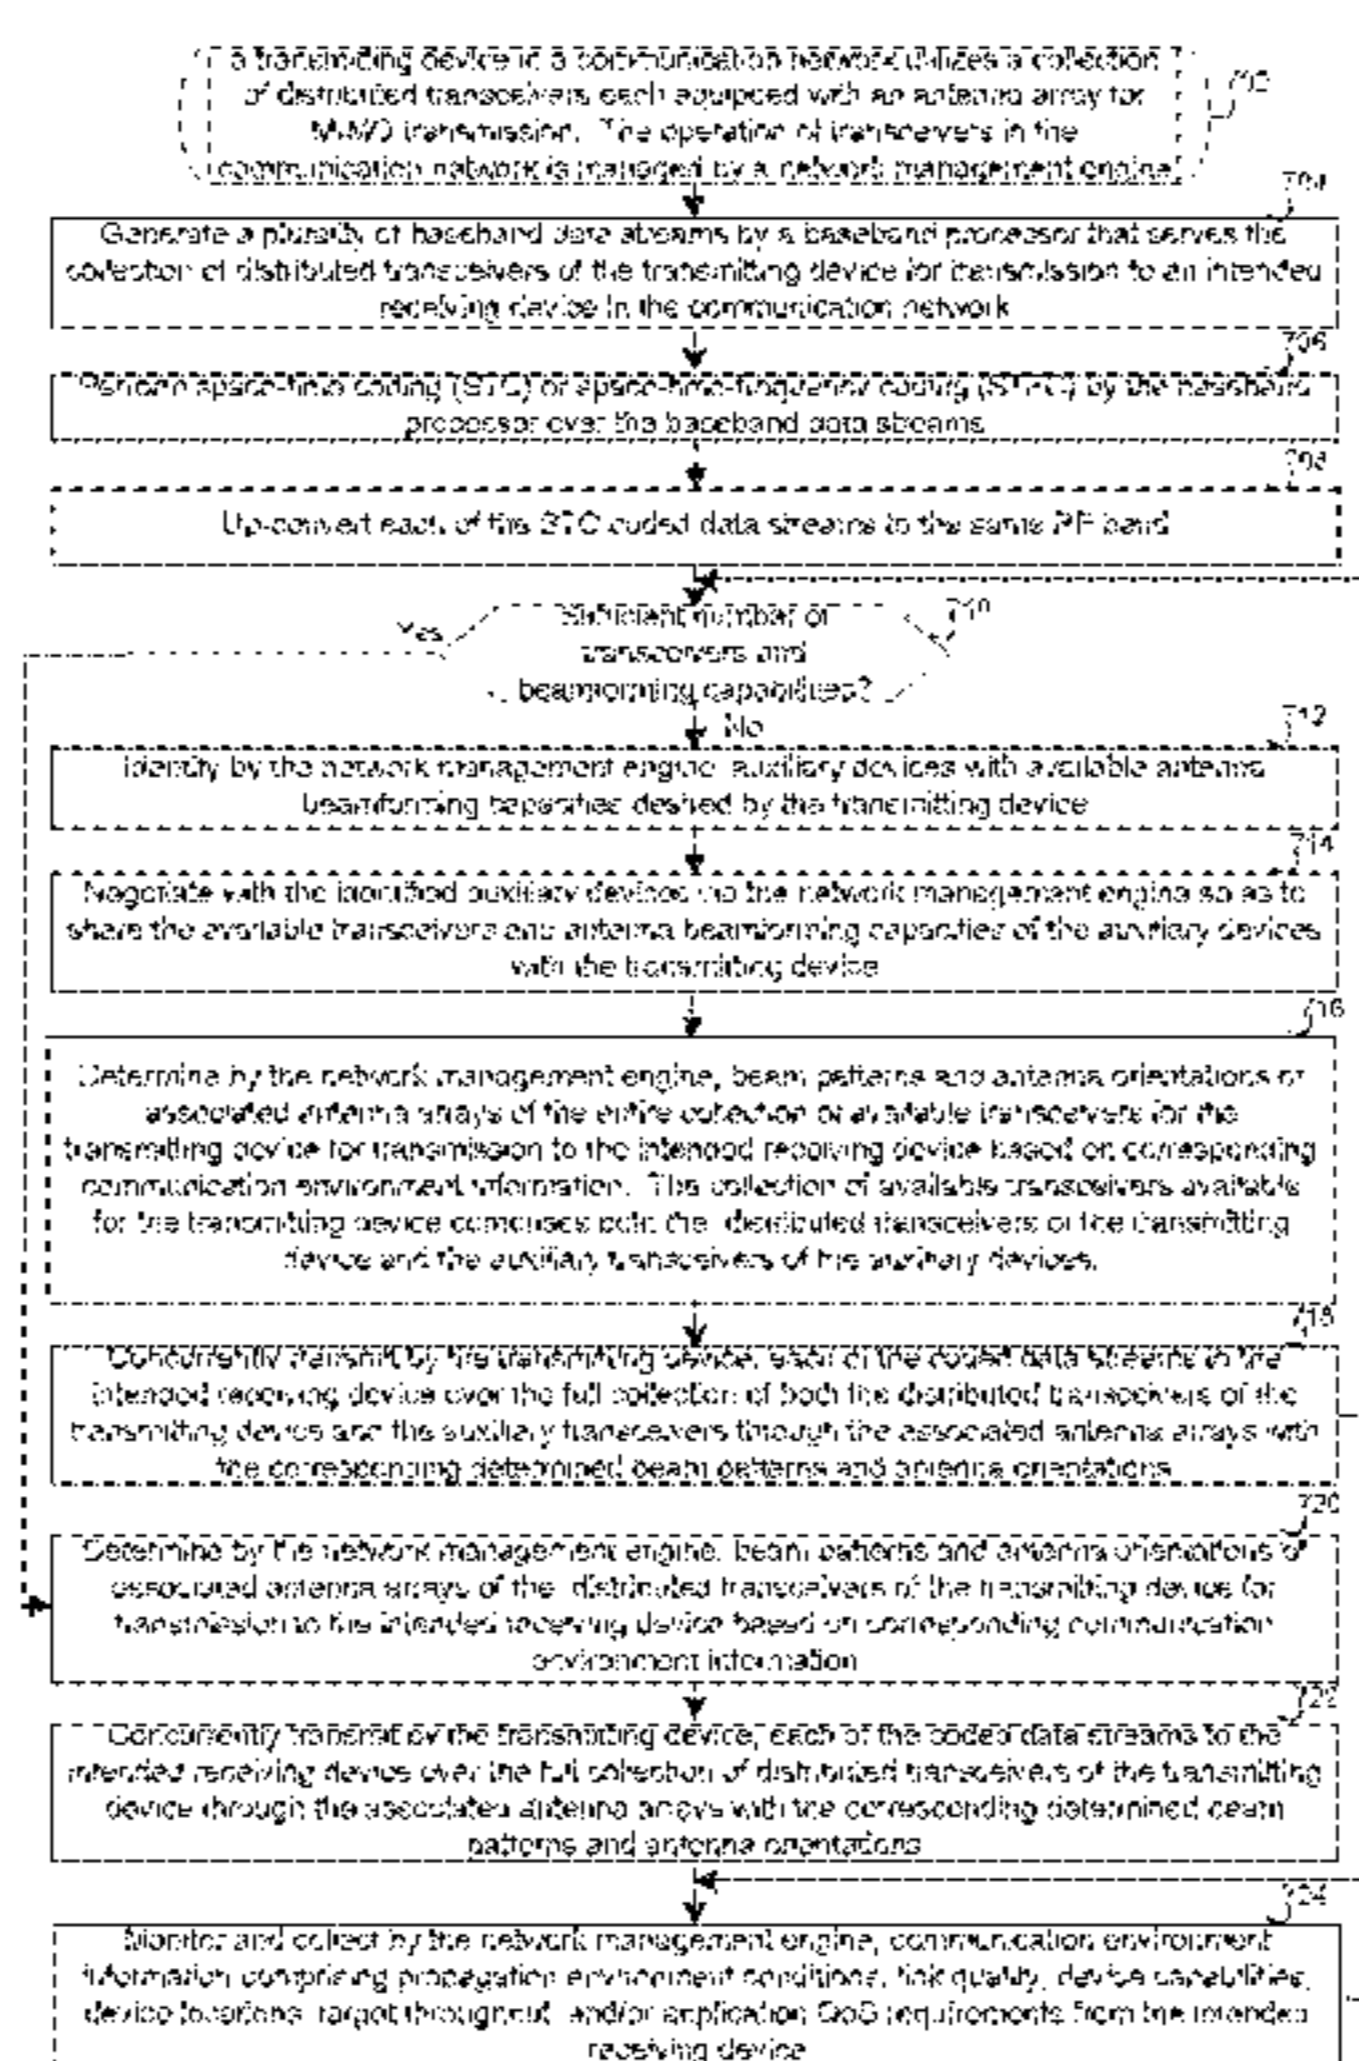 a transmitting device in a communication network utilizes a collection
of distributed transceivers each equipped with an antenna array for
MIMO transmission. The operation of transceivers in the
communication network is managed by a network management engine.
704
Generate a plurality of baseband data streams by a baseband processor that serves the
collection of distributed transceivers of the transmitting device for transmission to an intended
receiving device in the communication network
706
Perform space-time coding (STC) or space-time-frequency coding (STFC) by the baseband
processor over the baseband data streams
708
Up-convert each of the STC coded data streams to the same RF band
710
Yes
Sufficient number of
transceivers and
beamforming capabilities?
No
712
Identify by the network management engine, auxiliary devices with available antenna
beamforming capacities desired by the transmitting device
714
Negotiate with the identified auxiliary devices via the network management engine so as to
share the available transceivers and antenna beamforming capacities of the auxiliary devices
with the transmitting device
716
Determine by the network management engine, beam patterns and antenna orientations of
associated antenna arrays of the entire collection of available transceivers for the
transmitting device for transmission to the intended receiving device based on corresponding
communication environment information. The collection of available transceivers available
for the transmitting device comprises both the distributed transceivers of the transmitting
device and the auxiliary transceivers of the auxiliary devices.
718
Concurrently transmit by the transmitting device, each of the coded data streams to the
intended receiving device over the full collection of both the distributed transceivers of the
transmitting device and the auxiliary transceivers through the associated antenna arrays with
the corresponding determined beam patterns and antenna orientations
720
Determine by the network management engine, beam patterns and antenna orientations of
associated antenna arrays of the distributed transceivers of the transmitting device for
transmission to the intended receiving device based on corresponding communication
environment information
722
Concurrently transmit by the transmitting device, each of the coded data streams to the
intended receiving device over the full collection of distributed transceivers of the transmitting
device through the associated antenna arrays with the corresponding determined beam
patterns and antenna orientations
724
Monitor and collect by the network management engine, communication environment
information comprising propagation environment conditions, link quality, device capabilities,
device locations, target throughput, and/or application QoS requirements from the intended
receiving device